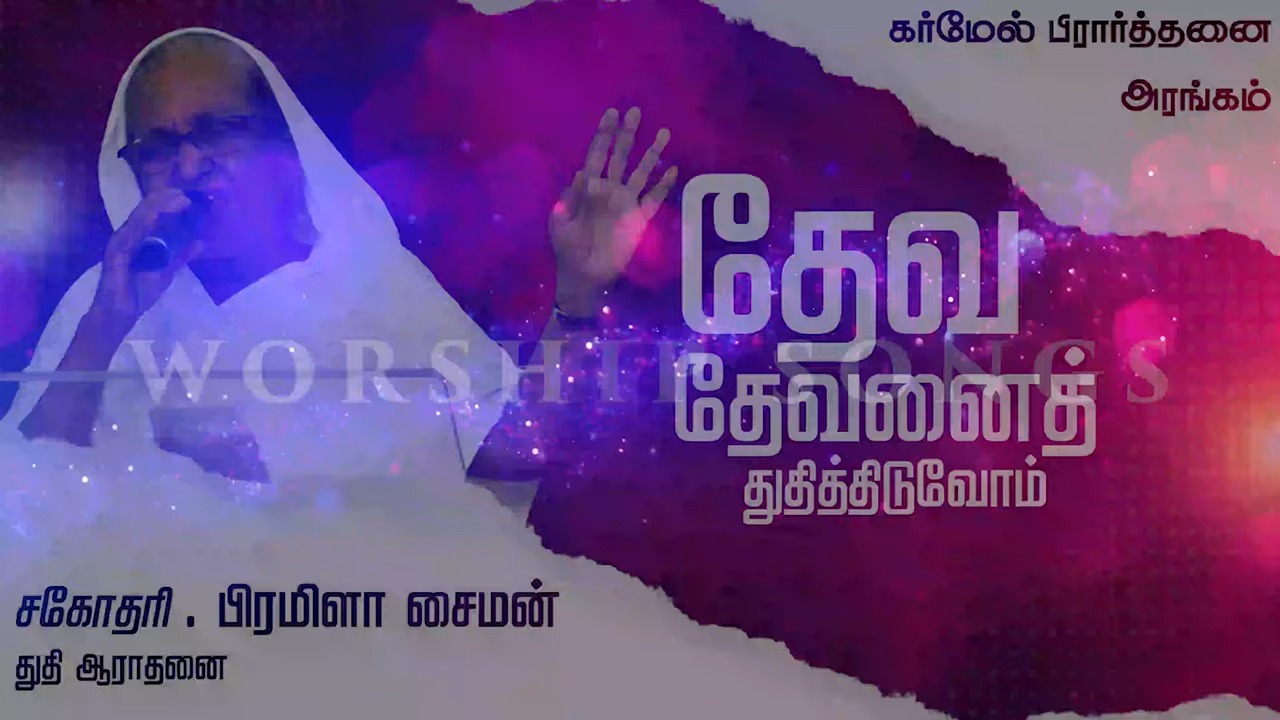 கர்மேல் பிரார்த்தனை
அரங்கம்
தேவ
WORSHIP SONGS
தேவனைத்
துதித்திடுவோம்
சகோதரி . பிரமிளா சைமன்
துதி ஆராதனை